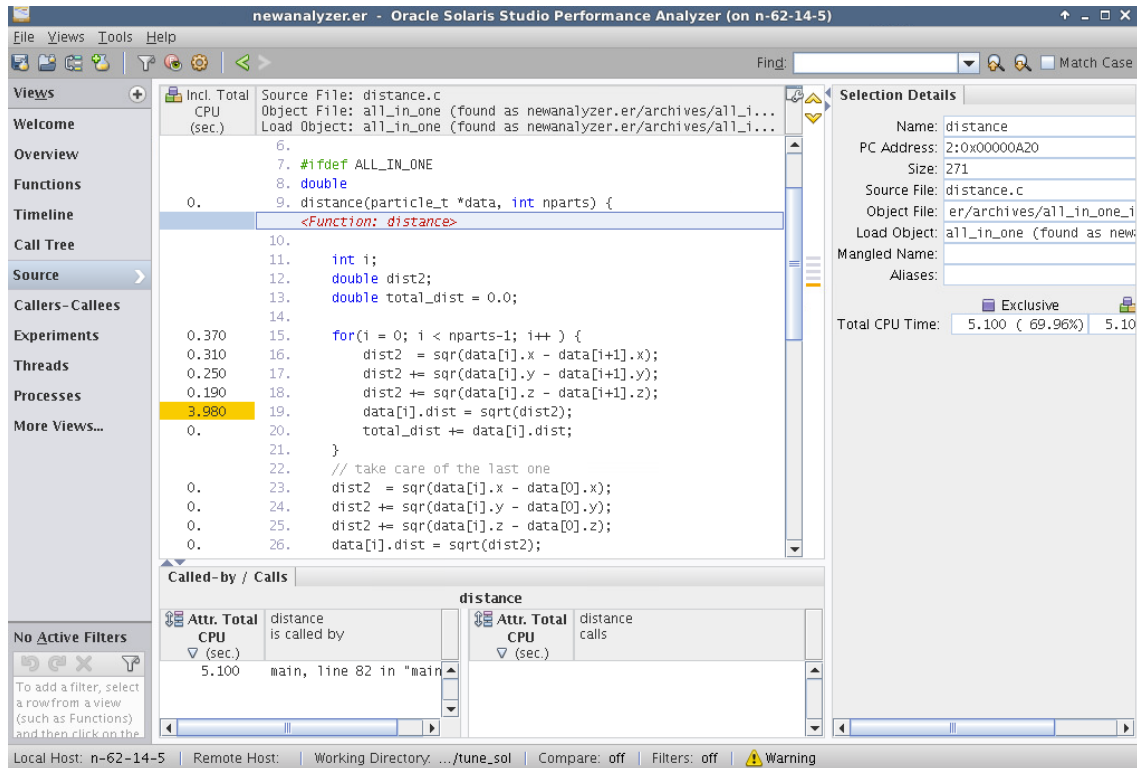 newanalyzer.er - Oracle Solaris Studio Performance Analyzer (on n-62-14-5)
File Views Tools Help
Find: Match Case
Views
Welcome
Overview
Functions
Timeline
Call Tree
Source
Callers-Callees
Experiments
Threads
Processes
More Views...
No Active Filters
To add a filter, select
a row from a view
(such as Functions)
and then click on the
Incl. Total
CPU
(sec.)
Source File: distance.c
Object File: all_in_one (found as newanalyzer.er/archives/all_i...
Load Object: all_in_one (found as newanalyzer.er/archives/all_i...
6.
7. #ifdef ALL_IN_ONE
8. double
0. 9. distance(particle_t *data, int nparts) {
<Function: distance>
10.
11. int i;
12. double dist2;
13. double total_dist = 0.0;
14.
0.370 15. for(i = 0; i < nparts-1; i++ ) {
0.310 16. dist2 = sqr(data[i].x - data[i+1].x);
0.250 17. dist2 += sqr(data[i].y - data[i+1].y);
0.190 18. dist2 += sqr(data[i].z - data[i+1].z);
3.980 19. data[i].dist = sqrt(dist2);
0. 20. total_dist += data[i].dist;
21. }
22. // take care of the last one
0. 23. dist2 = sqr(data[i].x - data[0].x);
0. 24. dist2 += sqr(data[i].y - data[0].y);
0. 25. dist2 += sqr(data[i].z - data[0].z);
0. 26. data[i].dist = sqrt(dist2);
Called-by / Calls
distance
Attr. Total
CPU
(sec.)
distance
is called by
5.100 main, line 82 in "main
Attr. Total
CPU
(sec.)
distance
calls
Selection Details
Name: distance
PC Address: 2:0x00000A20
Size: 271
Source File: distance.c
Object File: er/archives/all_in_one_i
Load Object: all_in_one (found as new
Mangled Name:
Aliases:
Exclusive
Total CPU Time: 5.100 ( 69.96%) 5.10
Local Host: n-62-14-5 | Remote Host: | Working Directory: .../tune_sol | Compare: off | Filters: off | Warning